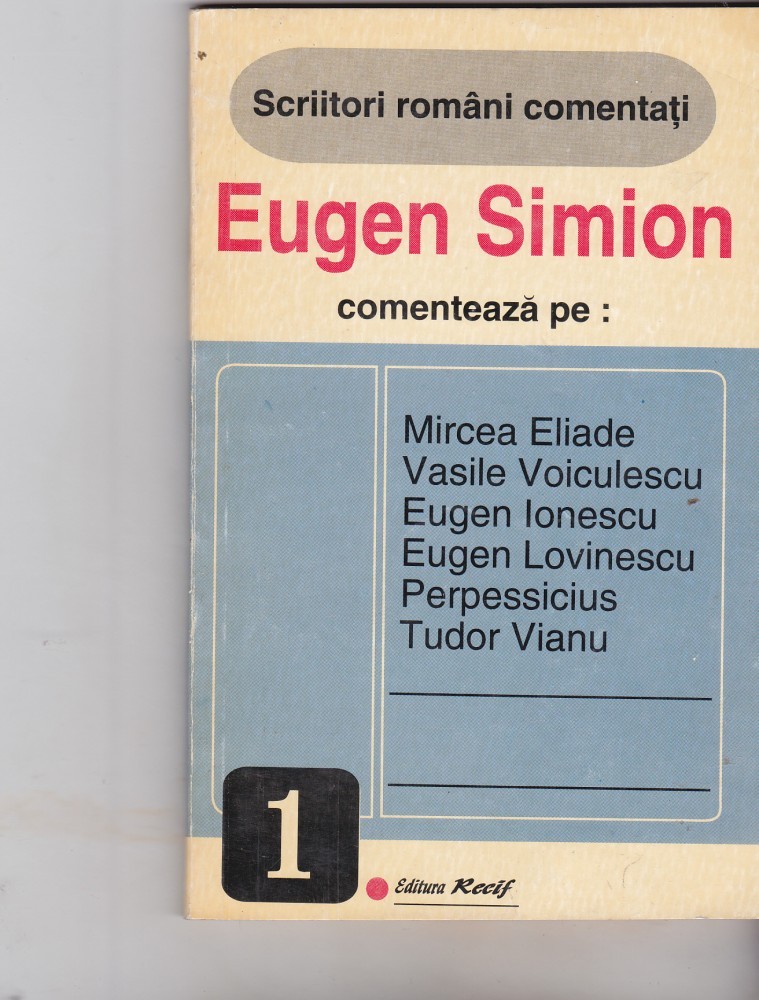 Scriitori români comentați
Eugen Simion
comentează pe :
Mircea Eliade
Vasile Voiculescu
Eugen Ionescu
Eugen Lovinescu
Perpessicius
Tudor Vianu
1
Editura Recif